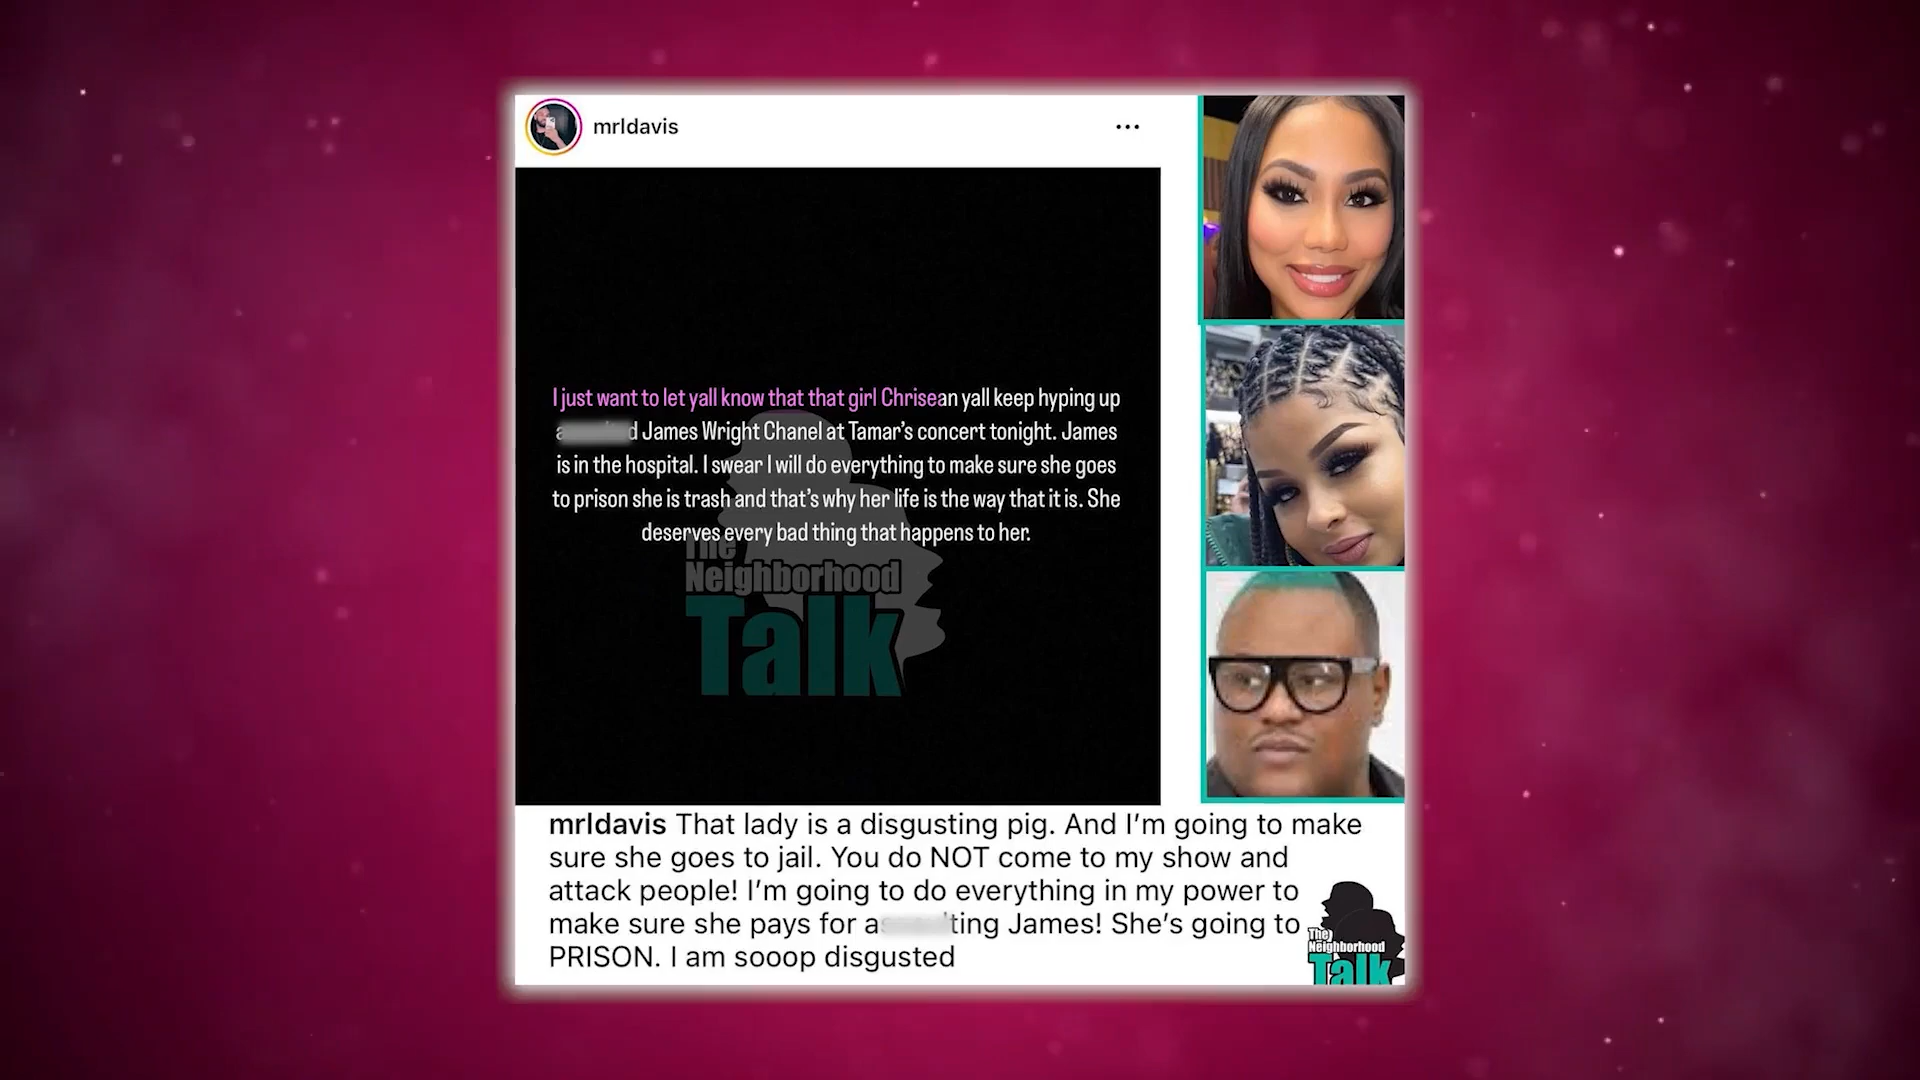 mrldavis
I just want to let yall know that that girl Chrisean yall keep hyping up
James Wright Chanel at Tamar's concert tonight. James
is in the hospital. I swear I will do everything to make sure she goes
to prison she is trash and that's why her life is the way that it is. She
deserves every bad thing that happens to her.
The
Neighborhood
Talk
mrldavis That lady is a disgusting pig. And I'm going to make
sure she goes to jail. You do NOT come to my show and
attack people! I'm going to do everything in my power to
make sure she pays for James! She's going to
PRISON. I am sooop disgusted
The
Neighborhood
Talk